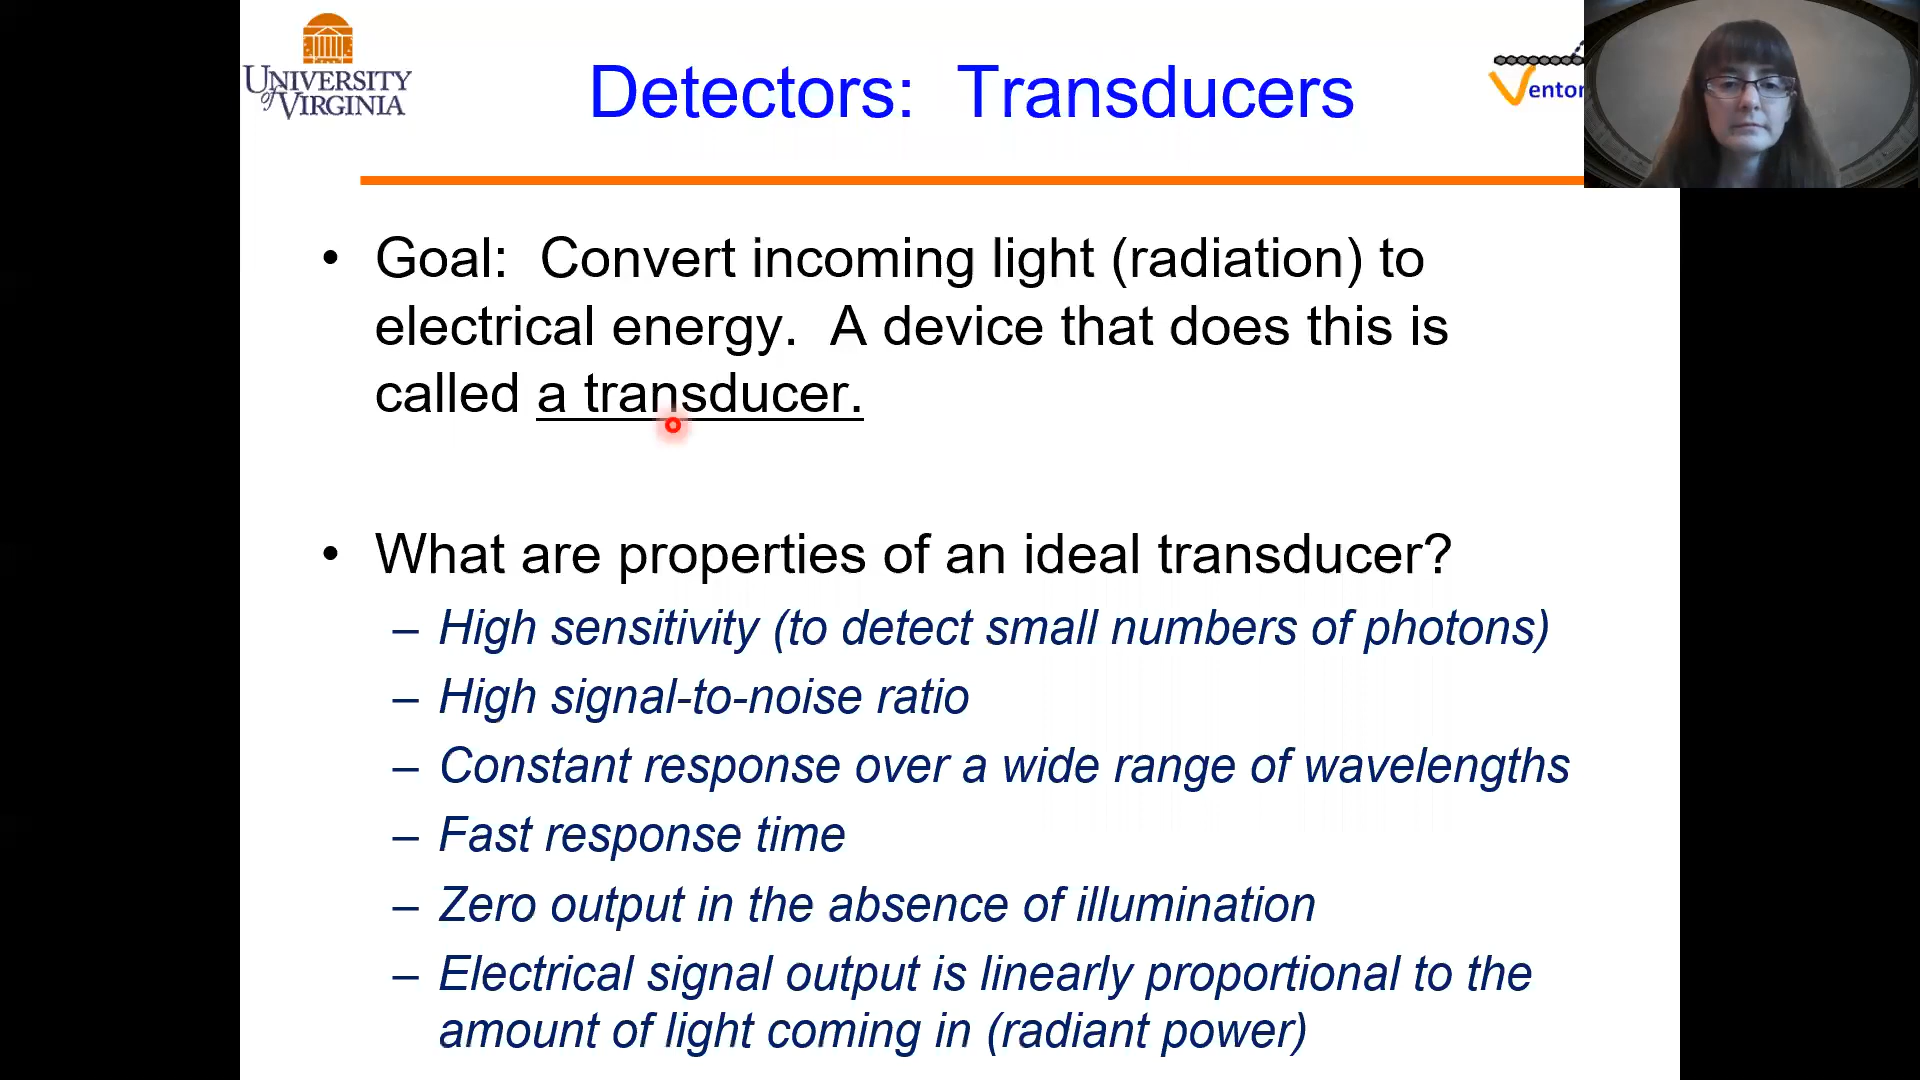 UNIVERSITY
of VIRGINIA
Detectors: Transducers
Ventor
• Goal: Convert incoming light (radiation) to
electrical energy. A device that does this is
called a transducer.
• What are properties of an ideal transducer?
– High sensitivity (to detect small numbers of photons)
– High signal-to-noise ratio
– Constant response over a wide range of wavelengths
– Fast response time
– Zero output in the absence of illumination
– Electrical signal output is linearly proportional to the
amount of light coming in (radiant power)